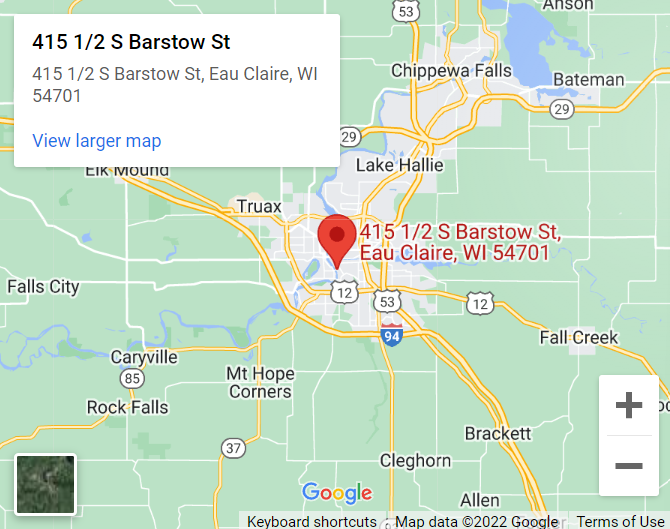 415 1/2 S Barstow St
415 1/2 S Barstow St, Eau Claire, WI
54701
View larger map
53
Anson
Chippewa Falls
Bateman
29
29
Lake Hallie
Elk Mound
Truax
415 1/2 S Barstow St,
Eau Claire, WI 54701
Falls City
12
53
12
94
Fall Creek
Caryville
85
Mt Hope
Corners
Rock Falls
Brackett
37
Cleghorn
Google
Allen
Keyboard shortcuts
Map data ©2022 Google
Terms of Use